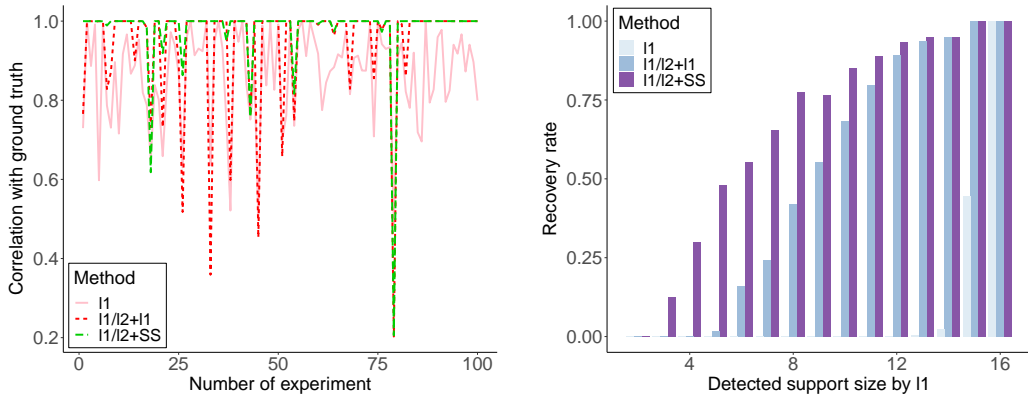 Correlation with ground truth
1.0
0.8
0.6
0.4
0.2
Method
l1
l1/l2+l1
l1/l2+SS
0
25
50
75
100
Number of experiment
Recovery rate
1.00
0.75
0.50
0.25
0.00
Method
l1
l1/l2+l1
l1/l2+SS
4
8
12
16
Detected support size by l1